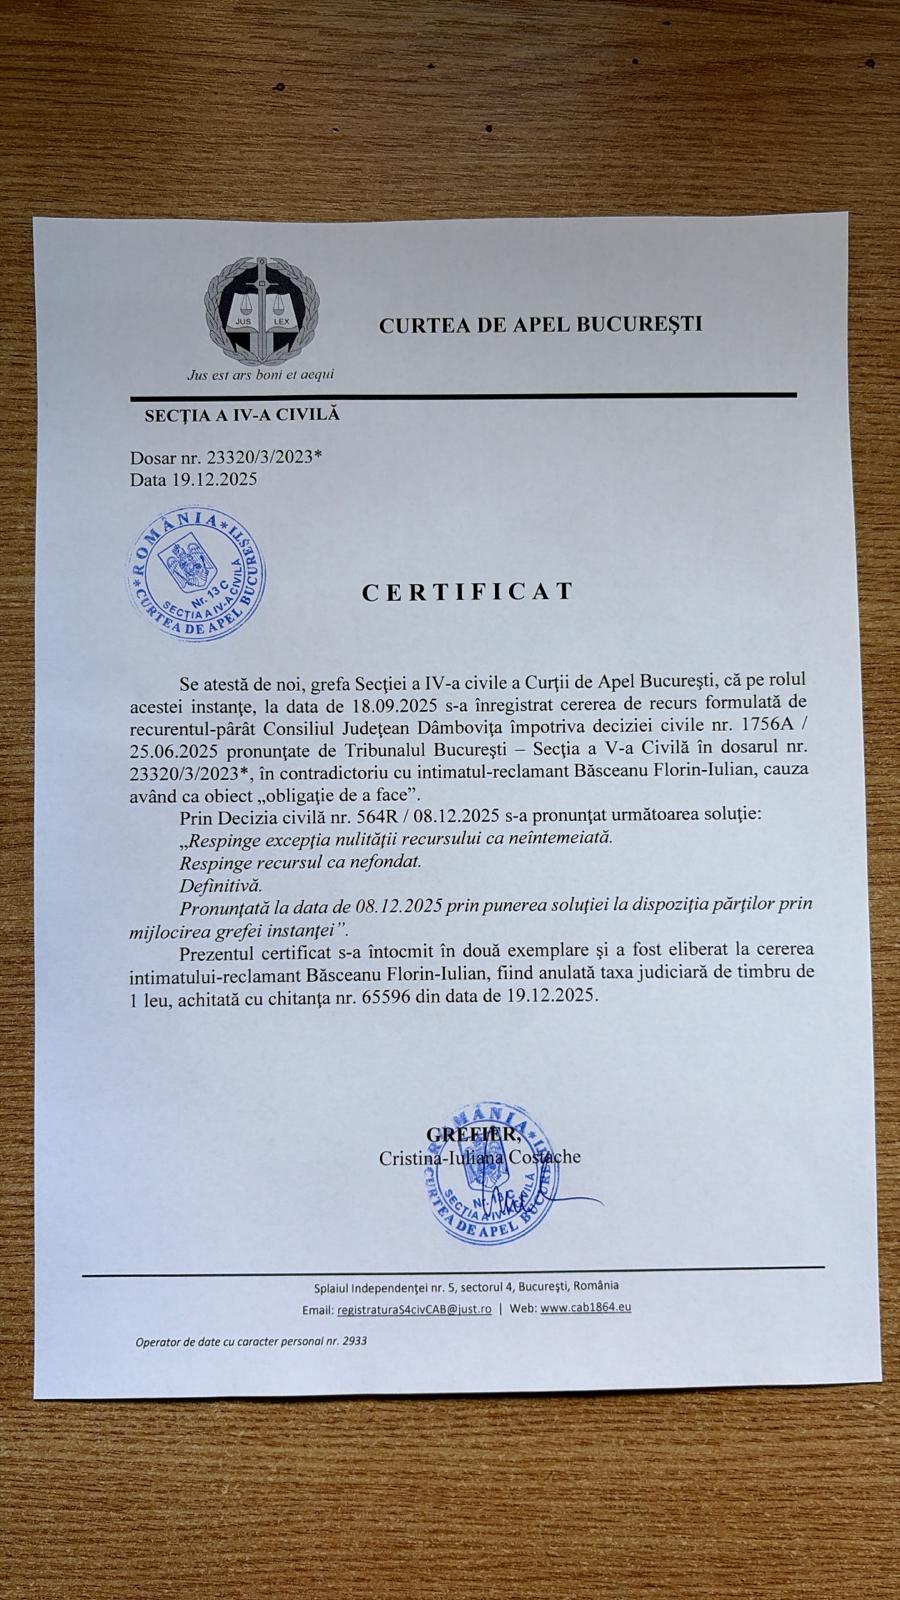 JUS LEX
Jus est ars boni et aequi
CURTEA DE APEL BUCUREŞTI
SECŢIA A IV-A CIVILĂ
Dosar nr. 23320/3/2023*
Data 19.12.2025
*ROMÂNIA*
CURTEA DE APEL BUCUREŞTI
Nr. 13 C
SECŢIA A IV-A CIVILĂ
CERTIFICAT
Se atestă de noi, grefa Secţiei a IV-a civile a Curţii de Apel Bucureşti, că pe rolul
acestei instanţe, la data de 18.09.2025 s-a înregistrat cererea de recurs formulată de
recurentul-pârât Consiliul Judeţean Dâmboviţa împotriva deciziei civile nr. 1756A /
25.06.2025 pronunţate de Tribunalul Bucureşti – Secţia a V-a Civilă în dosarul nr.
23320/3/2023*, în contradictoriu cu intimatul-reclamant Băsceanu Florin-Iulian, cauza
având ca obiect „obligaţie de a face”.
Prin Decizia civilă nr. 564R / 08.12.2025 s-a pronunţat următoarea soluţie:
„Respinge excepţia nulităţii recursului ca neîntemeiată.
Respinge recursul ca nefondat.
Definitivă.
Pronunţată la data de 08.12.2025 prin punerea soluţiei la dispoziţia părţilor prin
mijlocirea grefei instanţei”.
Prezentul certificat s-a întocmit în două exemplare şi a fost eliberat la cererea
intimatului-reclamant Băsceanu Florin-Iulian, fiind anulată taxa judiciară de timbru de
1 leu, achitată cu chitanţa nr. 65596 din data de 19.12.2025.
GREFIER,
Cristina-Iuliana Costache
ROMÂNIA*
CURTEA DE APEL BUCUREŞTI
Nr. 13 C
SECŢIA A IV-A CIVILĂ
Splaiul Independenţei nr. 5, sectorul 4, Bucureşti, România
Email: registraturaS4civCAB@just.ro | Web: www.cab1864.eu
Operator de date cu caracter personal nr. 2933